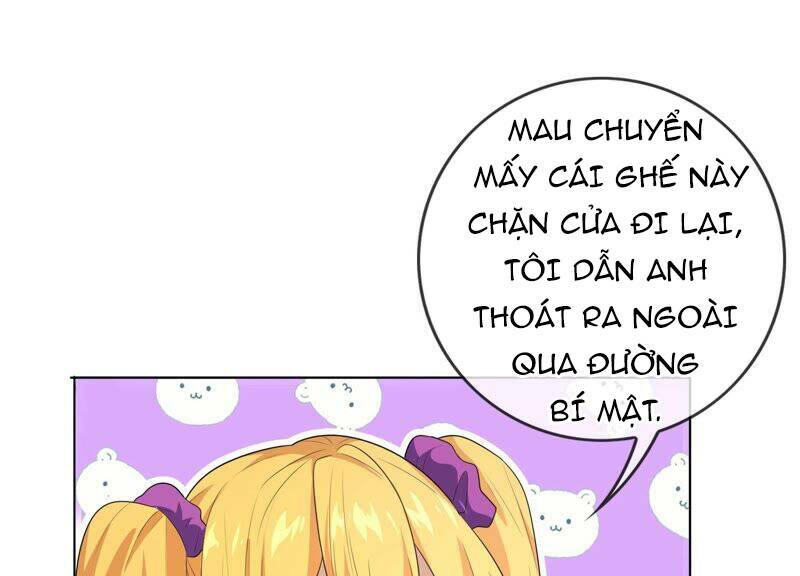 MAU CHUYỂN
MẤY CÁI GHẾ NÀY
CHẶN CỬA ĐI LẠI,
TÔI DẪN ANH
THOÁT RA NGOÀI
QUA ĐƯỜNG
BÍ MẬT.